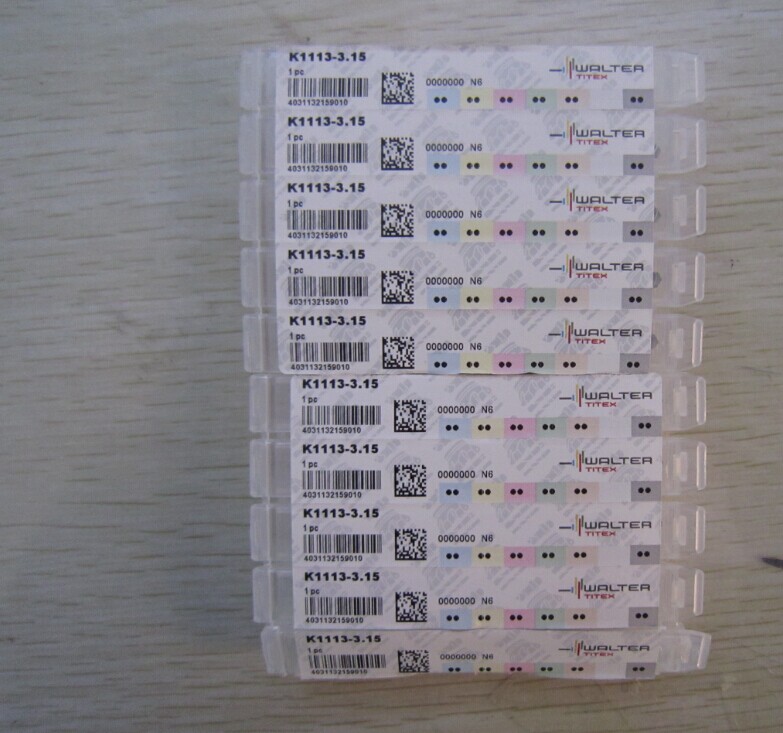 K1113-3.15
1 pc
WALTER
TITEX
0000000 N6
4031132159010
K1113-3.15
1 pc
WALTER
TITEX
0000000 N6
4031132159010
K1113-3.15
1 pc
WALTER
TITEX
0000000 N6
4031132159010
K1113-3.15
1 pc
WALTER
TITEX
0000000 N6
4031132159010
K1113-3.15
1 pc
WALTER
TITEX
0000000 N6
4031132159010
K1113-3.15
1 pc
WALTER
TITEX
0000000 N6
4031132159010
K1113-3.15
1 pc
WALTER
TITEX
0000000 N6
4031132159010
K1113-3.15
1 pc
WALTER
TITEX
0000000 N6
4031132159010
K1113-3.15
1 pc
WALTER
TITEX
0000000 N6
4031132159010
K1113-3.15
1 pc
WALTER
TITEX
0000000 N6
4031132159010